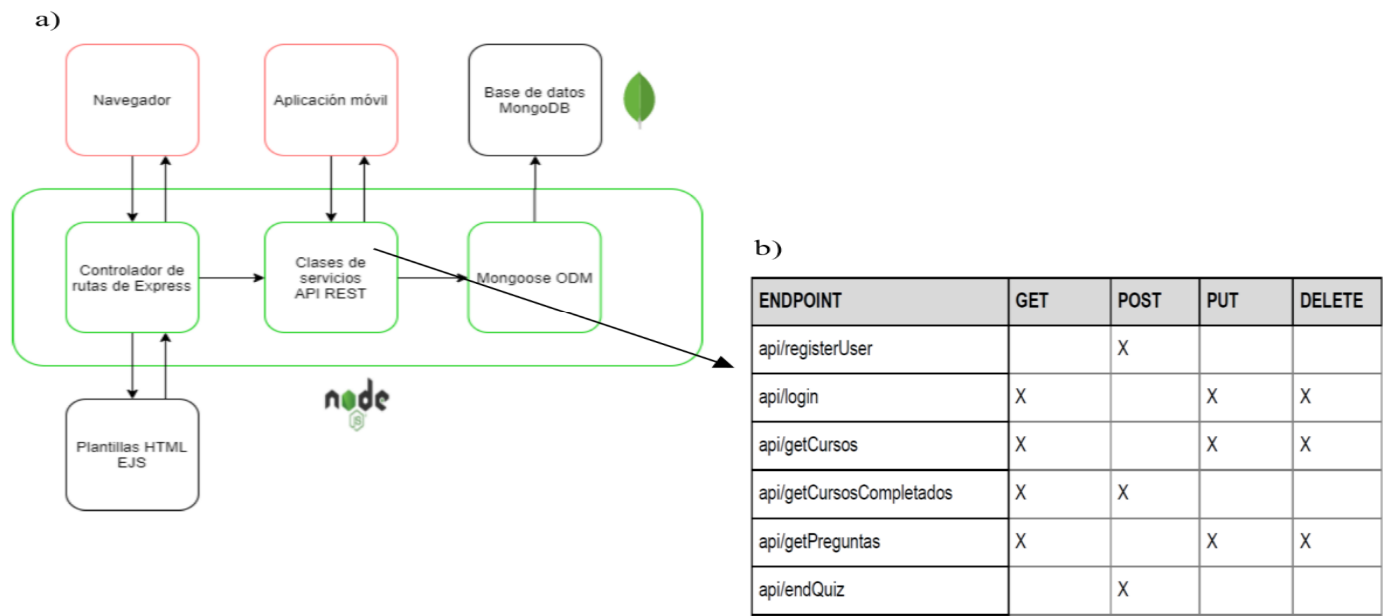 a)
Navegador
Aplicación móvil
Base de datos
MongoDB
Controlador de
rutas de Express
Clases de
servicios
API REST
Mongoose ODM
node
JS
Plantillas HTML
EJS
b)
ENDPOINT GET POST PUT DELETE
api/registerUser X
api/login X X X
api/getCursos X X X
api/getCursosCompletados X X
api/getPreguntas X X X
api/endQuiz X